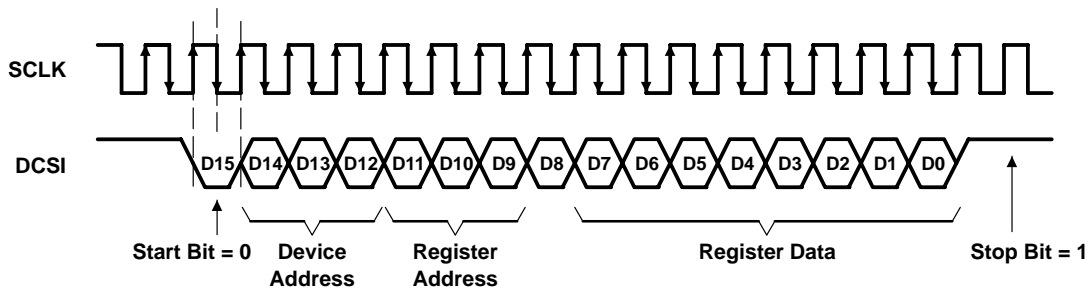 SCLK
DCSI
D15 D14 D13 D12 D11 D10 D9 D8 D7 D6 D5 D4 D3 D2 D1 D0
Start Bit = 0
Device
Address
Register
Address
Register Data
Stop Bit = 1